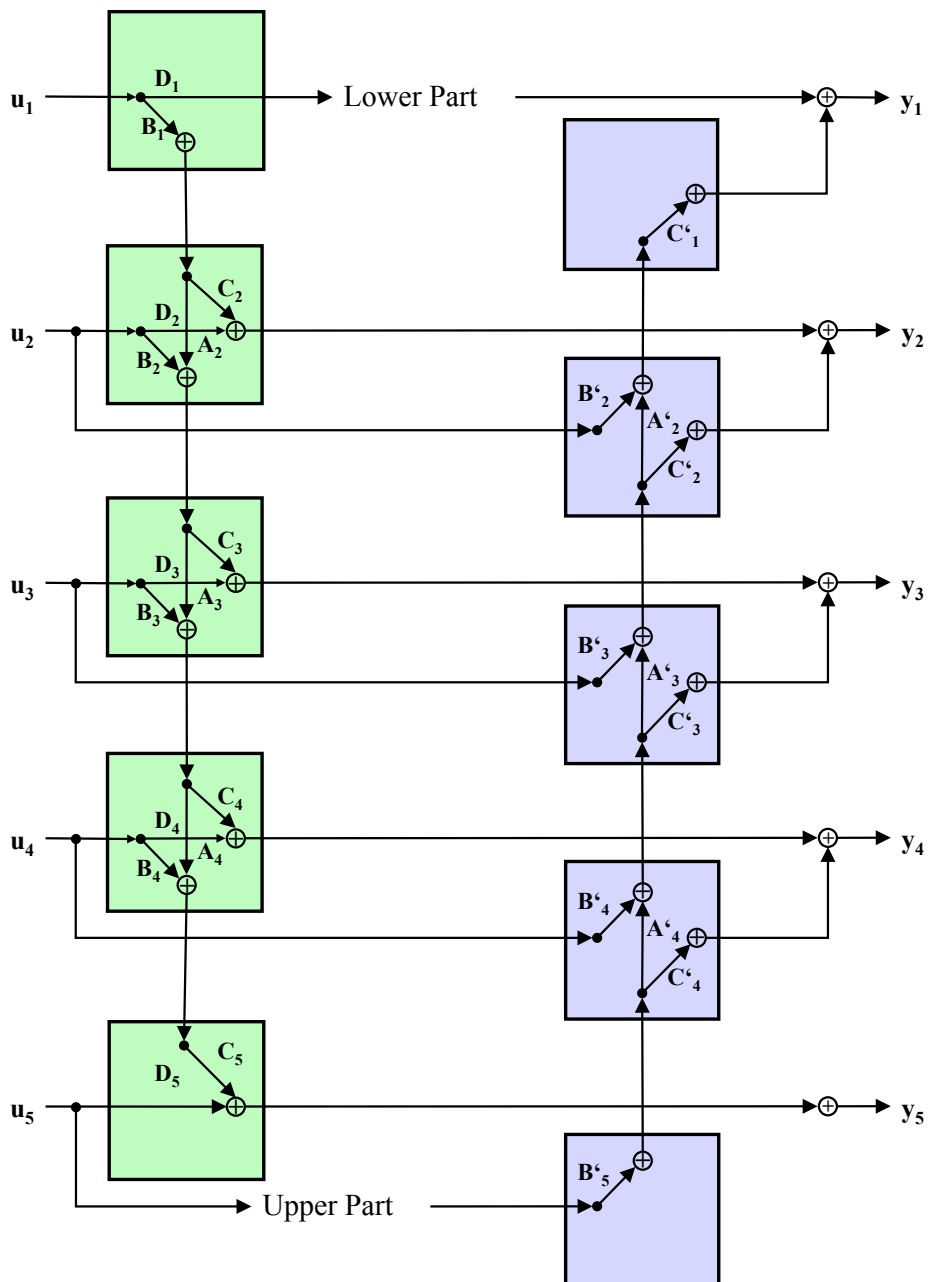 D₁
u₁ Lower Part y₁
B₁
C‘₁
C₂
D₂
u₂ A₂ y₂
B₂
B‘₂
A‘₂
C‘₂
C₃
D₃
u₃ A₃ y₃
B₃
B‘₃
A‘₃
C‘₃
C₄
D₄
u₄ A₄ y₄
B₄
B‘₄
A‘₄
C‘₄
C₅
D₅
u₅ y₅
B‘₅
Upper Part